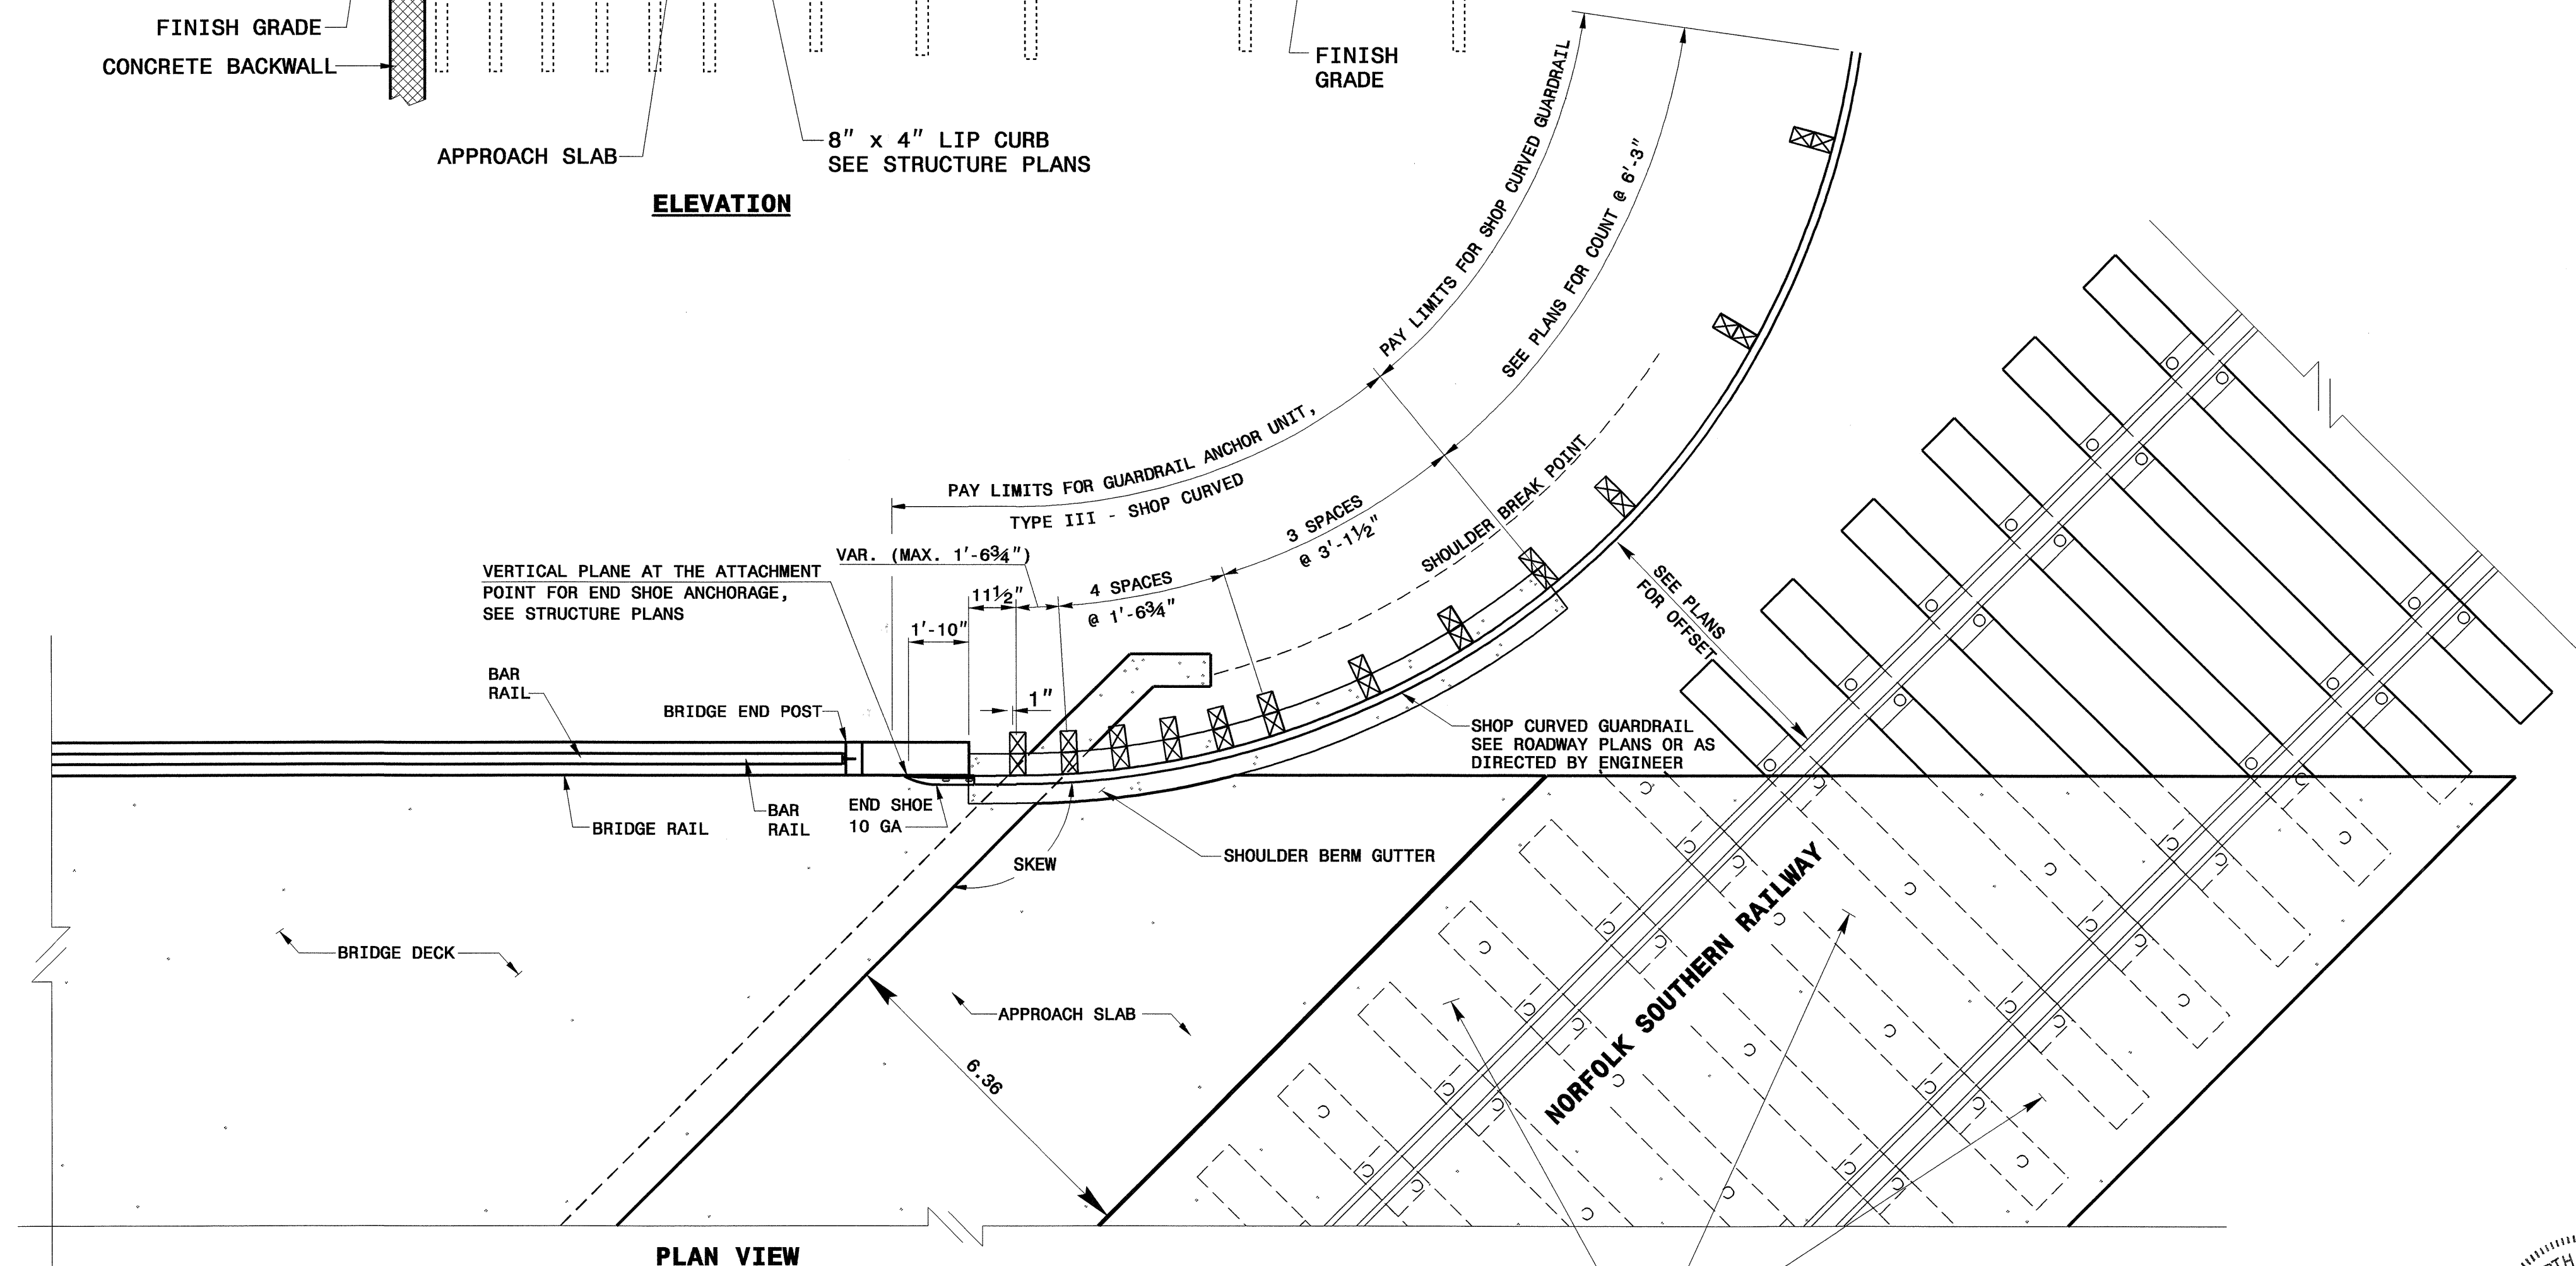 FINISH GRADE
CONCRETE BACKWALL
APPROACH SLAB
8" x 4" LIP CURB
SEE STRUCTURE PLANS
FINISH
GRADE
ELEVATION
PAY LIMITS FOR SHOP CURVED GUARDRAIL
SEE PLANS FOR COUNT @ 6'-3"
PAY LIMITS FOR GUARDRAIL ANCHOR UNIT,
TYPE III - SHOP CURVED
3 SPACES
@ 3'-1½"
SHOULDER BREAK POINT
VAR. (MAX. 1'-6¾")
VERTICAL PLANE AT THE ATTACHMENT
POINT FOR END SHOE ANCHORAGE,
SEE STRUCTURE PLANS
11½"
4 SPACES
@ 1'-6¾"
1'-10"
SEE PLANS
FOR OFFSET
BAR
RAIL
BRIDGE END POST
1"
SHOP CURVED GUARDRAIL
SEE ROADWAY PLANS OR AS
DIRECTED BY ENGINEER
BRIDGE RAIL
BAR
RAIL
END SHOE
10 GA
SKEW
SHOULDER BERM GUTTER
BRIDGE DECK
APPROACH SLAB
6.36
NORFOLK SOUTHERN RAILWAY
PLAN VIEW